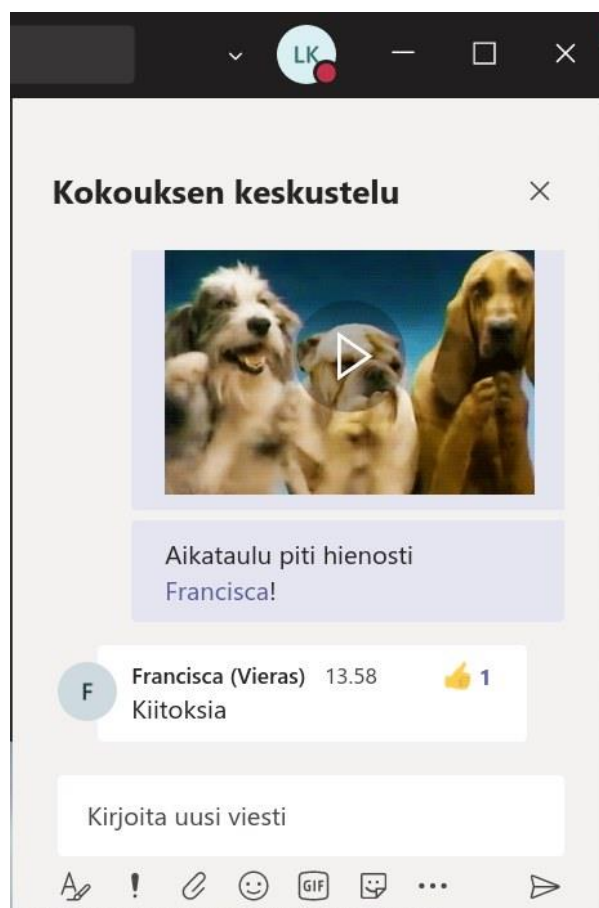 LK
Kokouksen keskustelu
Aikataulu piti hienosti
Francisca!
F
Francisca (Vieras) 13.58 👍 1
Kiitoksia
Kirjoita uusi viesti
GIF